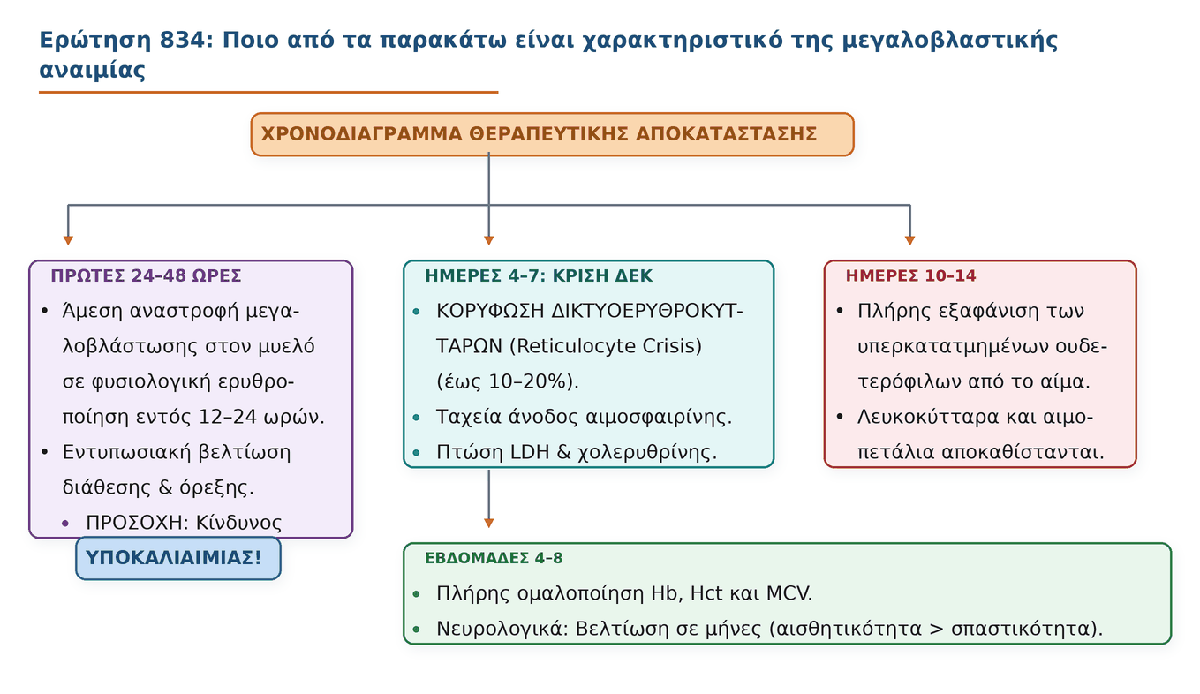 Ερώτηση 834: Ποιο από τα παρακάτω είναι χαρακτηριστικό της μεγαλοβλαστικής
αναιμίας
ΧΡΟΝΟΔΙΑΓΡΑΜΜΑ ΘΕΡΑΠΕΥΤΙΚΗΣ ΑΠΟΚΑΤΑΣΤΑΣΗΣ
ΠΡΩΤΕΣ 24–48 ΩΡΕΣ
• Άμεση αναστροφή μεγα-
λοβλάστωσης στον μυελό
σε φυσιολογική ερυθρο-
ποίηση εντός 12–24 ωρών.
• Εντυπωσιακή βελτίωση
διάθεσης & όρεξης.
• ΠΡΟΣΟΧΗ: Κίνδυνος
ΥΠΟΚΑΛΙΑΙΜΙΑΣ!
ΗΜΕΡΕΣ 4–7: ΚΡΙΣΗ ΔΕΚ
• ΚΟΡΥΦΩΣΗ ΔΙΚΤΥΟΕΡΥΘΡΟΚΥΤ-
ΤΑΡΩΝ (Reticulocyte Crisis)
(έως 10–20%).
• Ταχεία άνοδος αιμοσφαιρίνης.
• Πτώση LDH & χολερυθρίνης.
ΗΜΕΡΕΣ 10–14
• Πλήρης εξαφάνιση των
υπερκατατμημένων ουδε-
τερόφιλων από το αίμα.
• Λευκοκύτταρα και αιμο-
πετάλια αποκαθίστανται.
ΕΒΔΟΜΑΔΕΣ 4–8
• Πλήρης ομαλοποίηση Hb, Hct και MCV.
• Νευρολογικά: Βελτίωση σε μήνες (αισθητικότητα > σπαστικότητα).